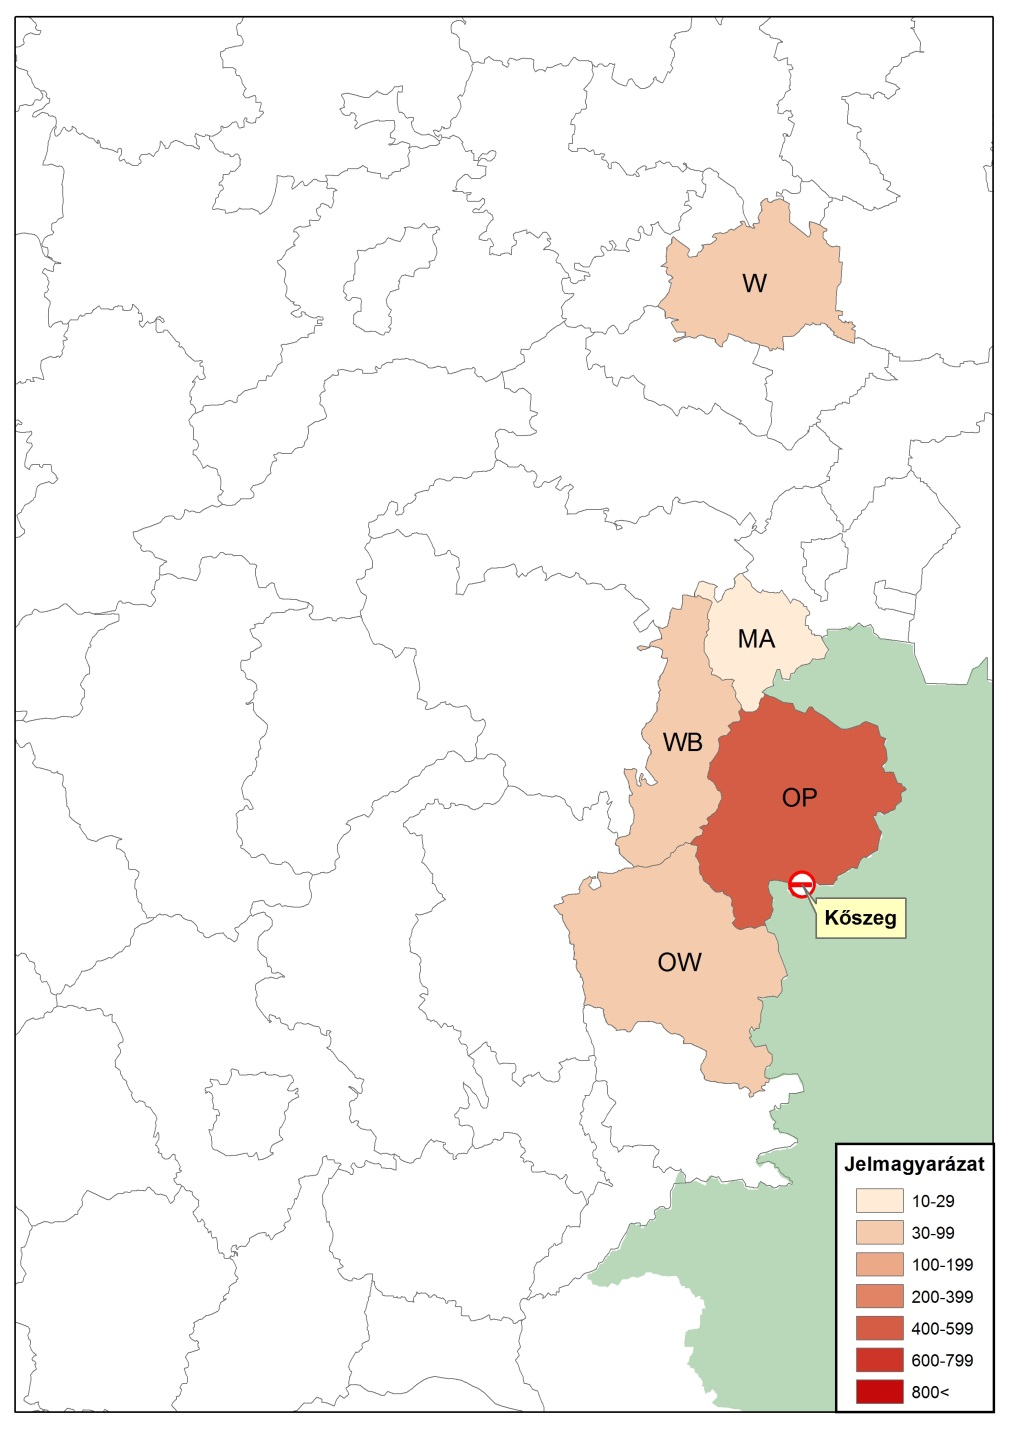 W
MA
WB
OP
Kőszeg
OW
Jelmagyarázat
10-29
30-99
100-199
200-399
400-599
600-799
800<